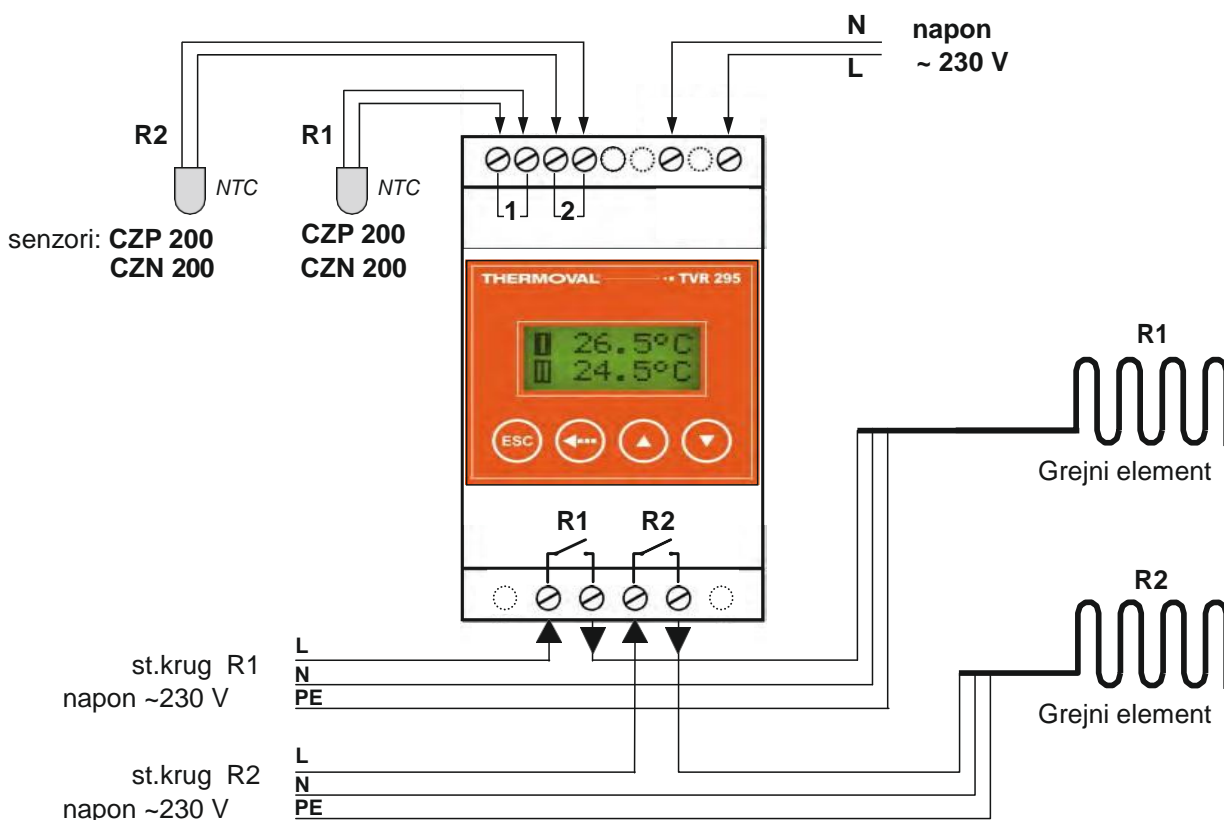 N napon
L ~ 230 V
R2 R1
NTC NTC
senzori: CZP 200 CZP 200
CZN 200 CZN 200
1 2
THERMOVAL TVR 295
I 26.5°C
II 24.5°C
ESC
R1
Grejni element
R1 R2
R2
Grejni element
st.krug R1
napon ~230 V
L
N
PE
st.krug R2
napon ~230 V
L
N
PE